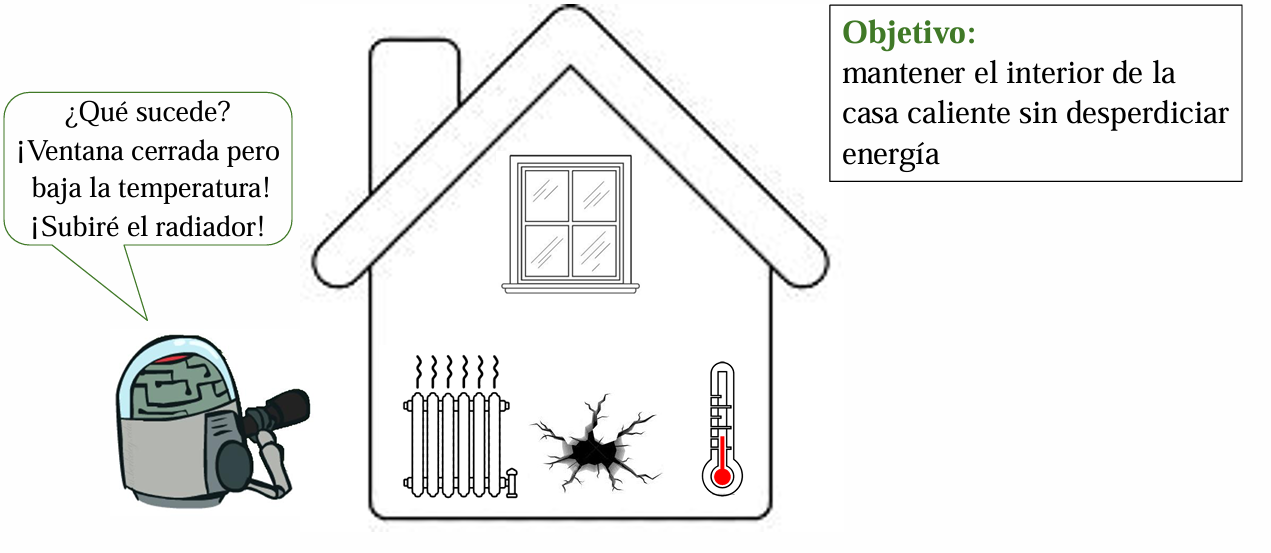 ¿Qué sucede?
¡Ventana cerrada pero
baja la temperatura!
¡Subiré el radiador!
Objetivo:
mantener el interior de la
casa caliente sin desperdiciar
energía